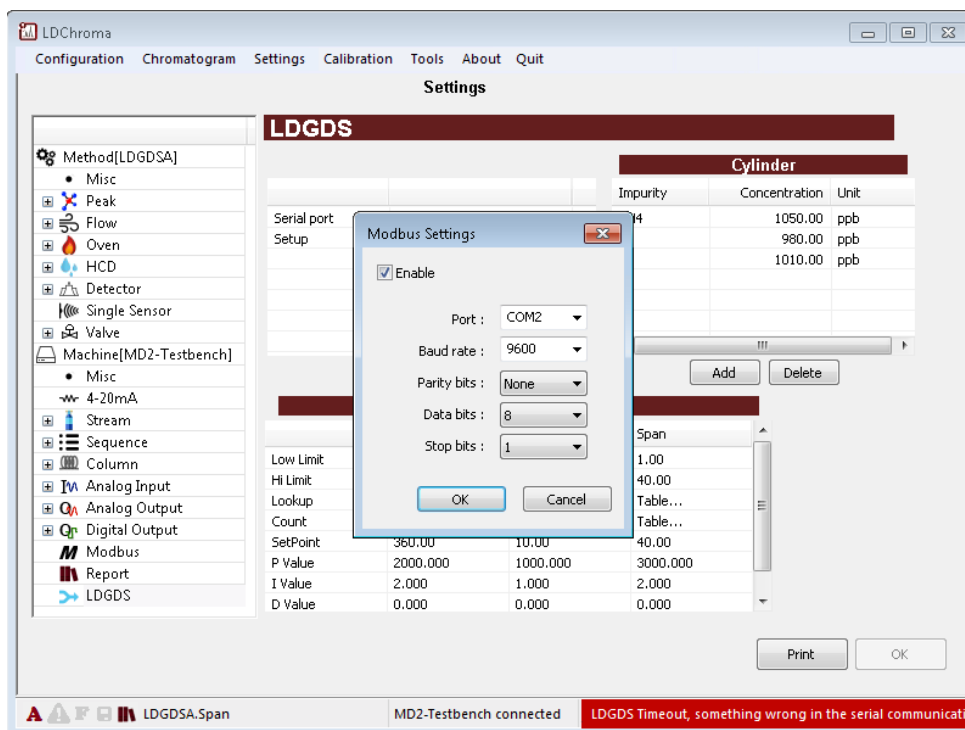 LDChroma
Configuration Chromatogram Settings Calibration Tools About Quit
Settings
LDGDS
Method[LDGDSA]
Misc
Peak
Flow
Oven
HCD
Detector
Single Sensor
Valve
Machine[MD2-Testbench]
Misc
4-20mA
Stream
Sequence
Column
Analog Input
Analog Output
Digital Output
Modbus
Report
LDGDS
Serial port
Setup
Cylinder
Impurity Concentration Unit
1050.00 ppb
980.00 ppb
1010.00 ppb
Add Delete
Modbus Settings
Enable
Port : COM2
Baud rate : 9600
Parity bits : None
Data bits : 8
Stop bits : 1
OK Cancel
Span
Low Limit 1.00
Hi Limit 40.00
Lookup Table...
Count Table...
SetPoint 360.00 10.00 40.00
P Value 2000.000 1000.000 3000.000
I Value 2.000 1.000 2.000
D Value 0.000 0.000 0.000
Print OK
LDGDSA.Span MD2-Testbench connected LDGDS Timeout, something wrong in the serial communicati